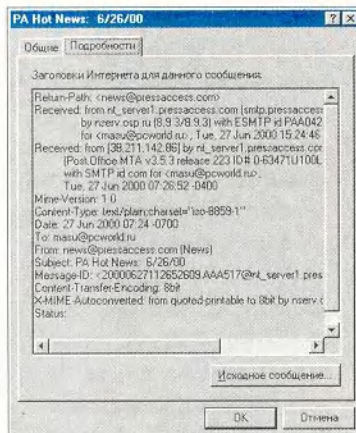 PA Hot News: 6/26/00
Общие Подробности
Заголовки Интернета для данного сообщения:
Return-Path: <news@pressaccess.com>
Received: from nt_server1.pressaccess.com (smtp.pressaccess
by nserv.osp.ru (8.9.3/8.9.3) with ESMTP id PAA042
for <masu@pcworld.ru>; Tue, 27 Jun 2000 15:24:46
Received: from [38.211.142.86] by nt_server1.pressaccess.cor
(Post.Office MTA v3.5.3 release 223 ID# 0-63471U100L
with SMTP id com for <masu@pcworld.ru>;
Tue, 27 Jun 2000 07:26:52 -0400
Mime-Version: 1.0
Content-Type: text/plain;charset="iso-8859-1"
Date: 27 Jun 2000 07:24 -0700
To: masu@pcworld.ru
From: news@pressaccess.com (News)
Subject: PA Hot News: 6/26/00
Message-ID: <20000627112652609.AAA517@nt_server1.pres
Content-Transfer-Encoding: 8bit
X-MIME-Autoconverted: from quoted-printable to 8bit by nserv.c
Status:
Исходное сообщение...
OK Отмена